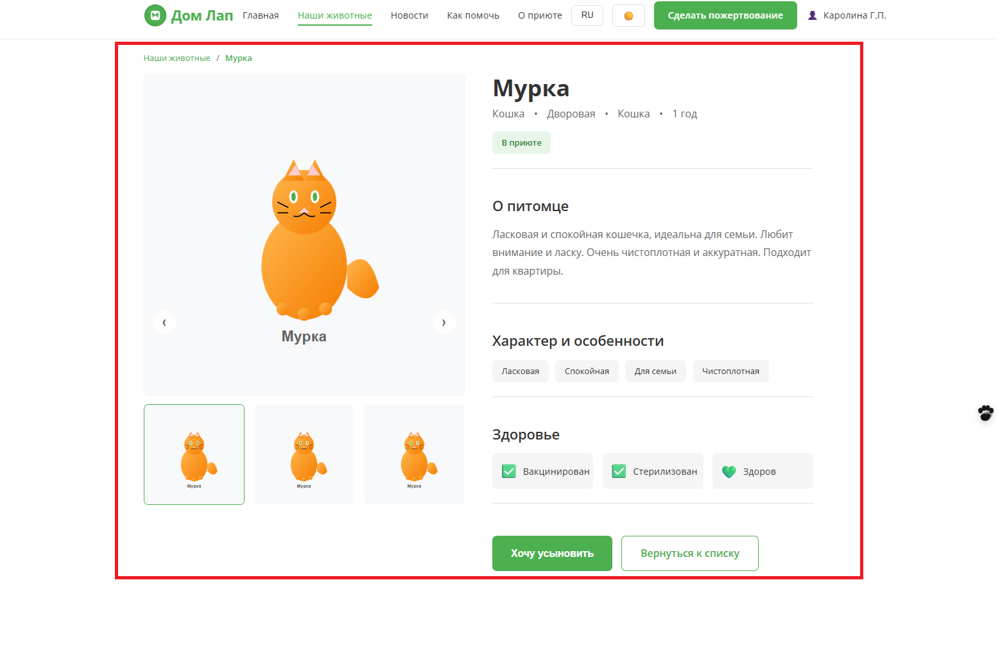 Дом Лап Главная Наши животные Новости Как помочь О приюте RU Сделать пожертвование Каролина Г.П.
Наши животные / Мурка
Мурка
Мурка
Мурка
Мурка
Мурка
Кошка • Дворовая • Кошка • 1 год
В приюте
О питомце
Ласковая и спокойная кошечка, идеальна для семьи. Любит
внимание и ласку. Очень чистоплотная и аккуратная. Подходит
для квартиры.
Характер и особенности
Ласковая Спокойная Для семьи Чистоплотная
Здоровье
Вакцинирован Стерилизован Здоров
Хочу усыновить Вернуться к списку